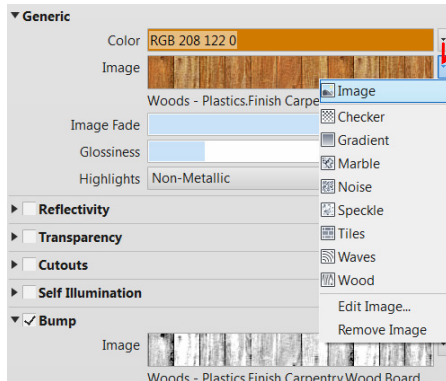 Generic
Color RGB 208 122 0
Image
Image
Woods - Plastics.Finish Carpe
Checker
Image Fade
Gradient
Glossiness
Marble
Highlights Non-Metallic
Noise
Reflectivity
Speckle
Transparency
Tiles
Cutouts
Waves
Wood
Self Illumination
Edit Image...
Bump
Remove Image
Image
Woods - Plastics.Finish Carpentry.Wood Board